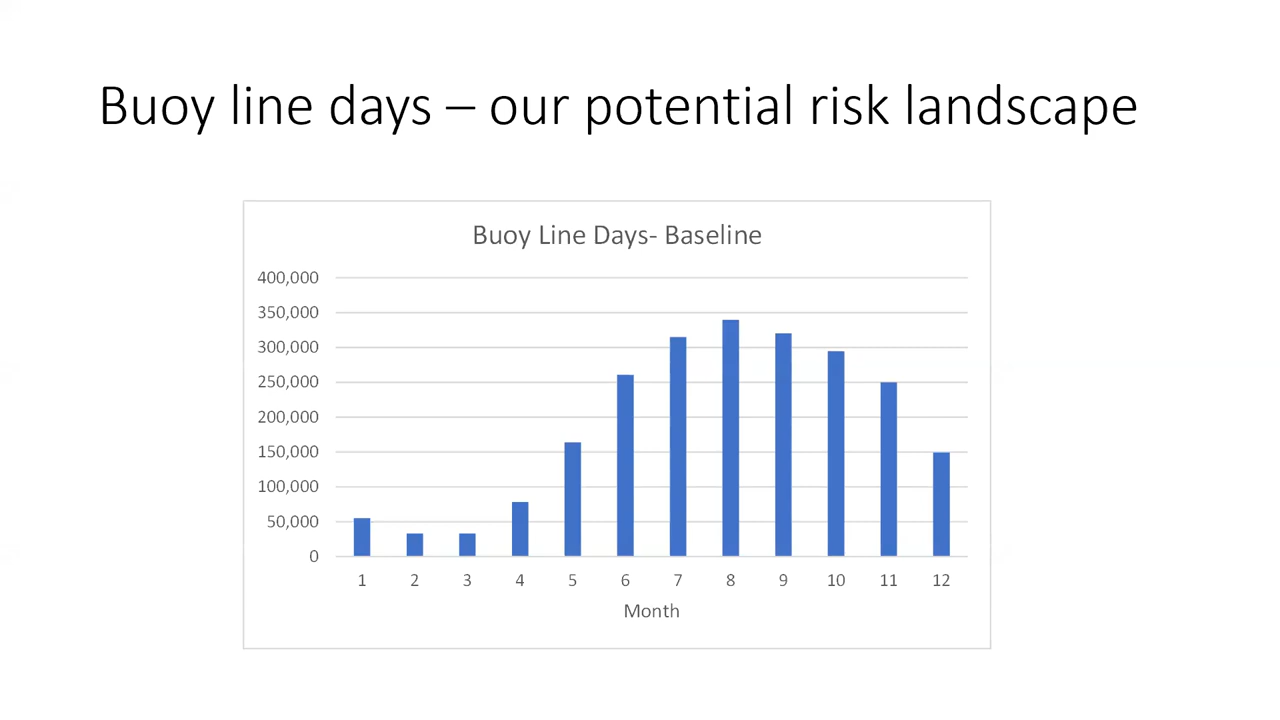 Buoy line days – our potential risk landscape
Buoy Line Days- Baseline
400,000
350,000
300,000
250,000
200,000
150,000
100,000
50,000
0
1 2 3 4 5 6 7 8 9 10 11 12
Month